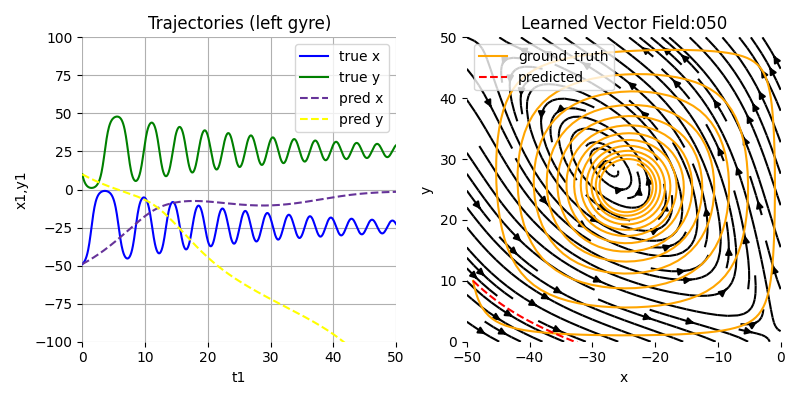 Trajectories (left gyre)
x1,y1
100
75
50
25
0
−25
−50
−75
−100
0
10
20
30
40
50
t1
true x
true y
pred x
pred y
Learned Vector Field:050
y
50
40
30
20
10
0
−50
−40
−30
−20
−10
0
x
ground_truth
predicted